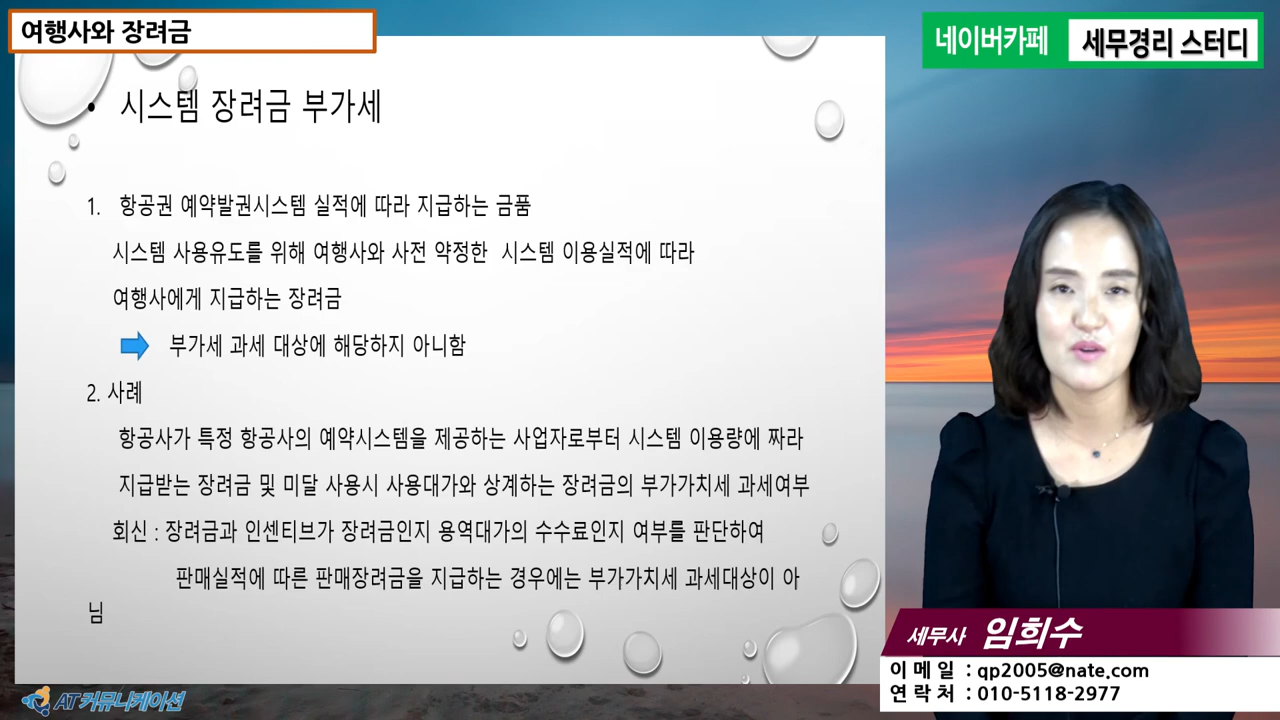 여행사와 장려금
네이버카페 세무경리 스터디
• 시스템 장려금 부가세
1. 항공권 예약발권시스템 실적에 따라 지급하는 금품
시스템 사용유도를 위해 여행사와 사전 약정한 시스템 이용실적에 따라
여행사에게 지급하는 장려금
부가세 과세 대상에 해당하지 아니함
2. 사례
항공사가 특정 항공사의 예약시스템을 제공하는 사업자로부터 시스템 이용량에 짜라
지급받는 장려금 및 미달 사용시 사용대가와 상계하는 장려금의 부가가치세 과세여부
회신 : 장려금과 인센티브가 장려금인지 용역대가의 수수료인지 여부를 판단하여
판매실적에 따른 판매장려금을 지급하는 경우에는 부가가치세 과세대상이 아
님
세무사 임희수
이 메 일 : qp2005@nate.com
연 락 처 : 010-5118-2977
AT커뮤니케이션